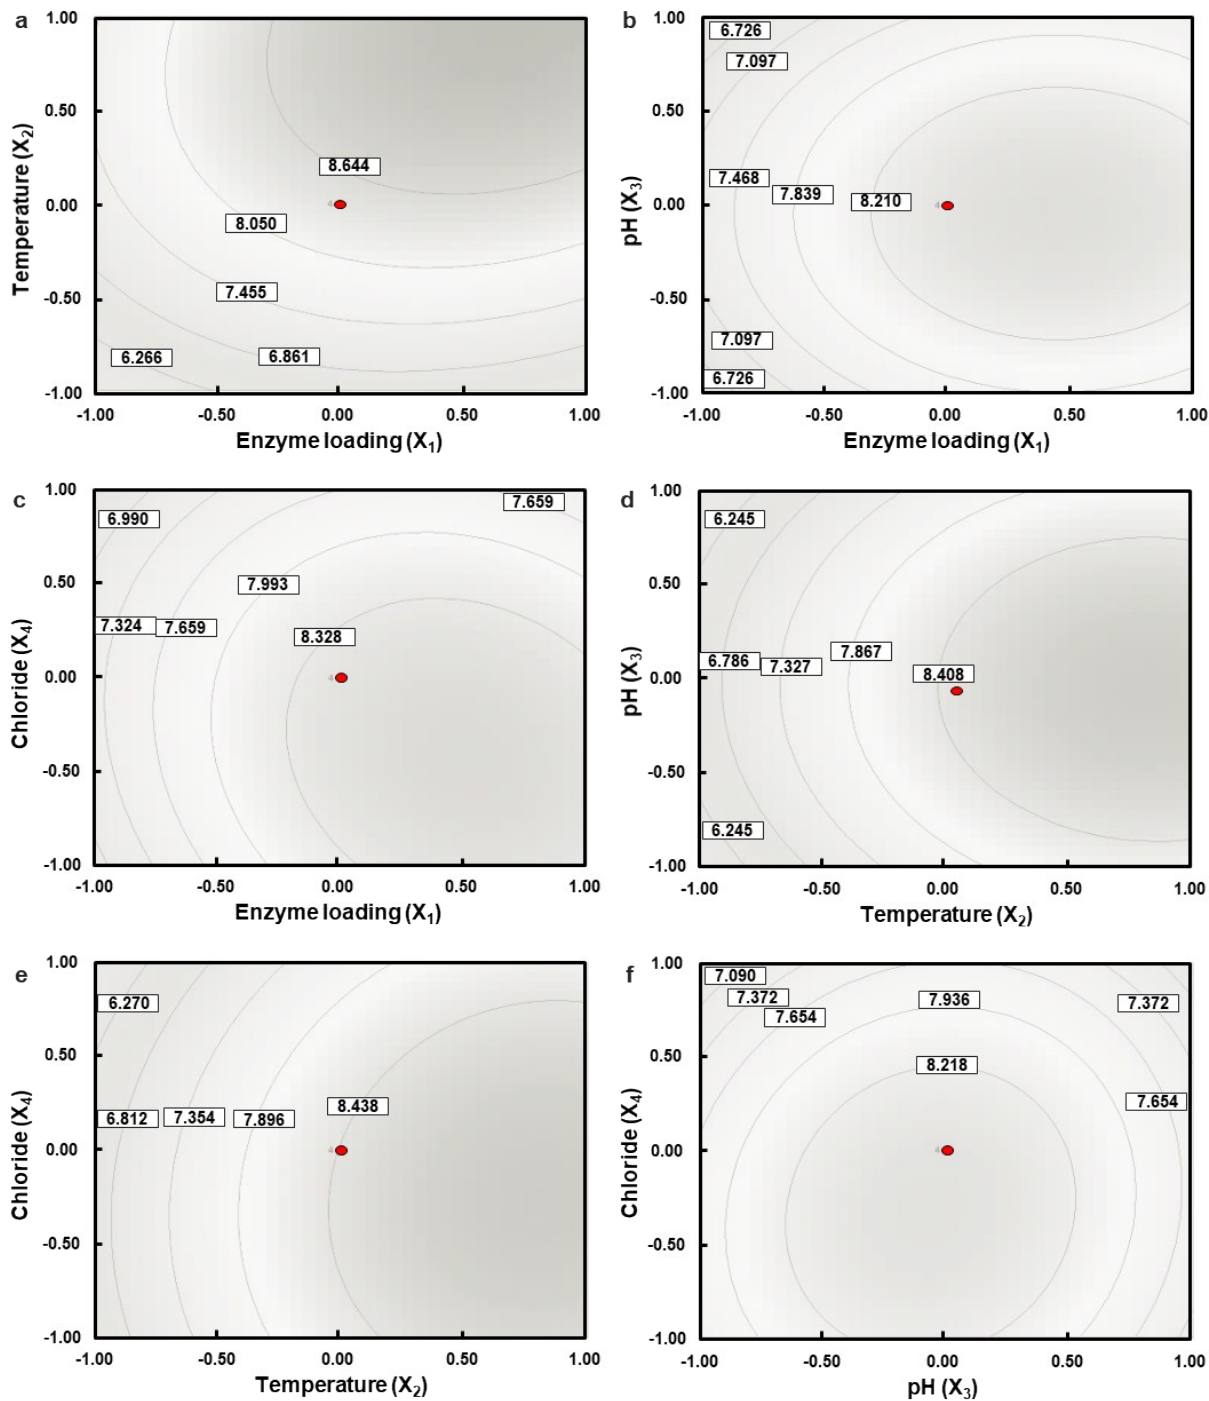 a
1.00
0.50
0.00
-0.50
-1.00
Temperature (X2)
8.644
8.050
7.455
6.266
6.861
4
-1.00 -0.50 0.00 0.50 1.00
Enzyme loading (X1)
b
1.00
0.50
0.00
-0.50
-1.00
pH (X3)
6.726
7.097
7.468
7.839
8.210
4
7.097
6.726
-1.00 -0.50 0.00 0.50 1.00
Enzyme loading (X1)
c
1.00
0.50
0.00
-0.50
-1.00
Chloride (X4)
7.659
6.990
7.993
7.324
7.659
8.328
4
-1.00 -0.50 0.00 0.50 1.00
Enzyme loading (X1)
d
1.00
0.50
0.00
-0.50
-1.00
pH (X3)
6.245
7.867
6.786
7.327
8.408
6.245
-1.00 -0.50 0.00 0.50 1.00
Temperature (X2)
e
1.00
0.50
0.00
-0.50
-1.00
Chloride (X4)
6.270
8.438
6.812
7.354
7.896
4
-1.00 -0.50 0.00 0.50 1.00
Temperature (X2)
f
1.00
0.50
0.00
-0.50
-1.00
Chloride (X4)
7.090
7.372
7.936
7.372
7.654
8.218
7.654
4
-1.00 -0.50 0.00 0.50 1.00
pH (X3)